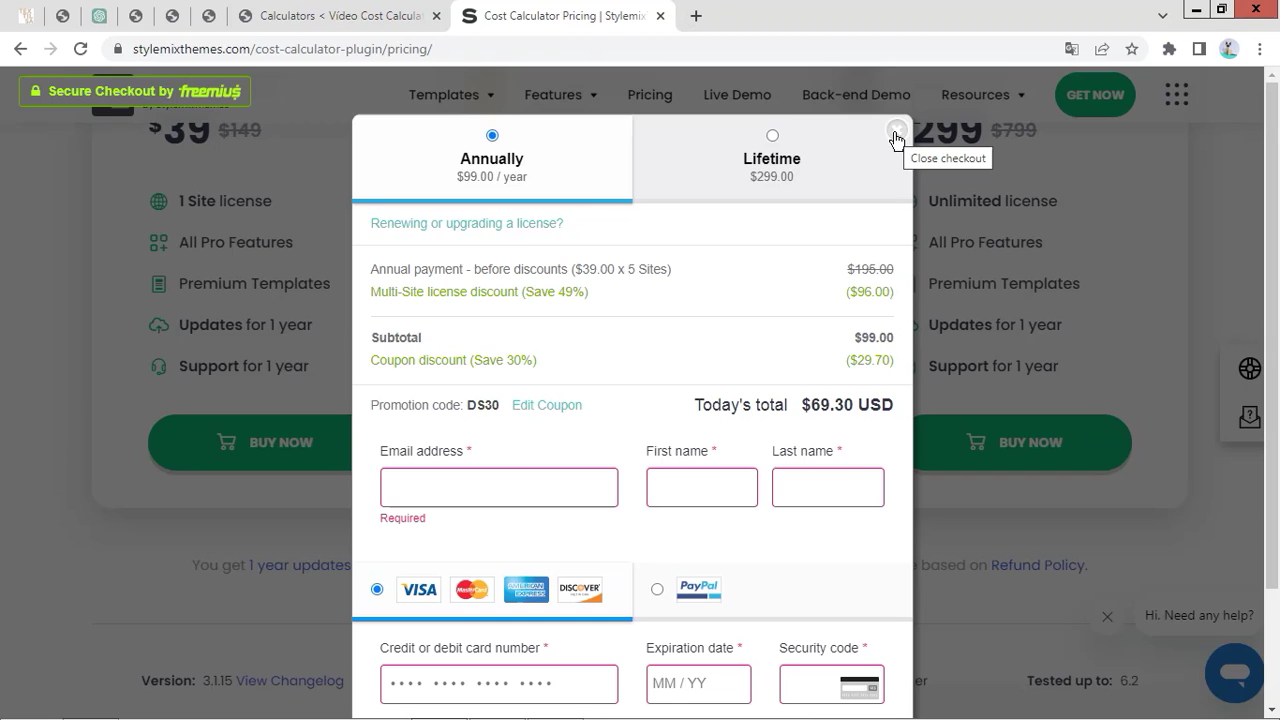 Calculators < Vídeo Cost Calcula
Cost Calculator Pricing | Stylemix
stylemixthemes.com/cost-calculator-plugin/pricing/
Secure Checkout by freemius
Templates
Features
Pricing
Live Demo
Back-end Demo
Resources
GET NOW
$39 $149
299 $799
Annually
$99.00 / year
Lifetime
$299.00
Close checkout
1 Site license
All Pro Features
Premium Templates
Updates for 1 year
Support for 1 year
BUY NOW
Renewing or upgrading a license?
Annual payment - before discounts ($39.00 x 5 Sites) $195.00
Multi-Site license discount (Save 49%) ($96.00)
Subtotal $99.00
Coupon discount (Save 30%) ($29.70)
Promotion code: DS30 Edit Coupon Today's total $69.30 USD
Email address *
First name *
Last name *
Required
VISA MasterCard AMERICAN EXPRESS DISCOVER
PayPal
Credit or debit card number *
Expiration date *
Security code *
MM / YY
Unlimited license
All Pro Features
Premium Templates
Updates for 1 year
Support for 1 year
BUY NOW
You get 1 year updates
e based on Refund Policy.
Hi. Need any help?
Version: 3.1.15 View Changelog
er
Tested up to: 6.2